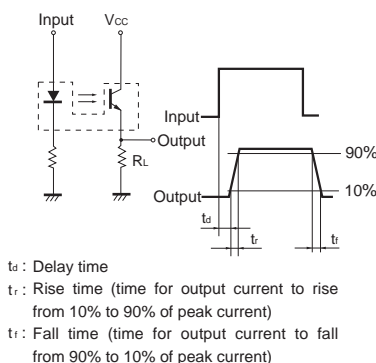 Input VCC
Output
RL
Input
90%
10%
Output
td
tr
tf
td : Delay time
tr : Rise time (time for output current to rise
from 10% to 90% of peak current)
tf : Fall time (time for output current to fall
from 90% to 10% of peak current)